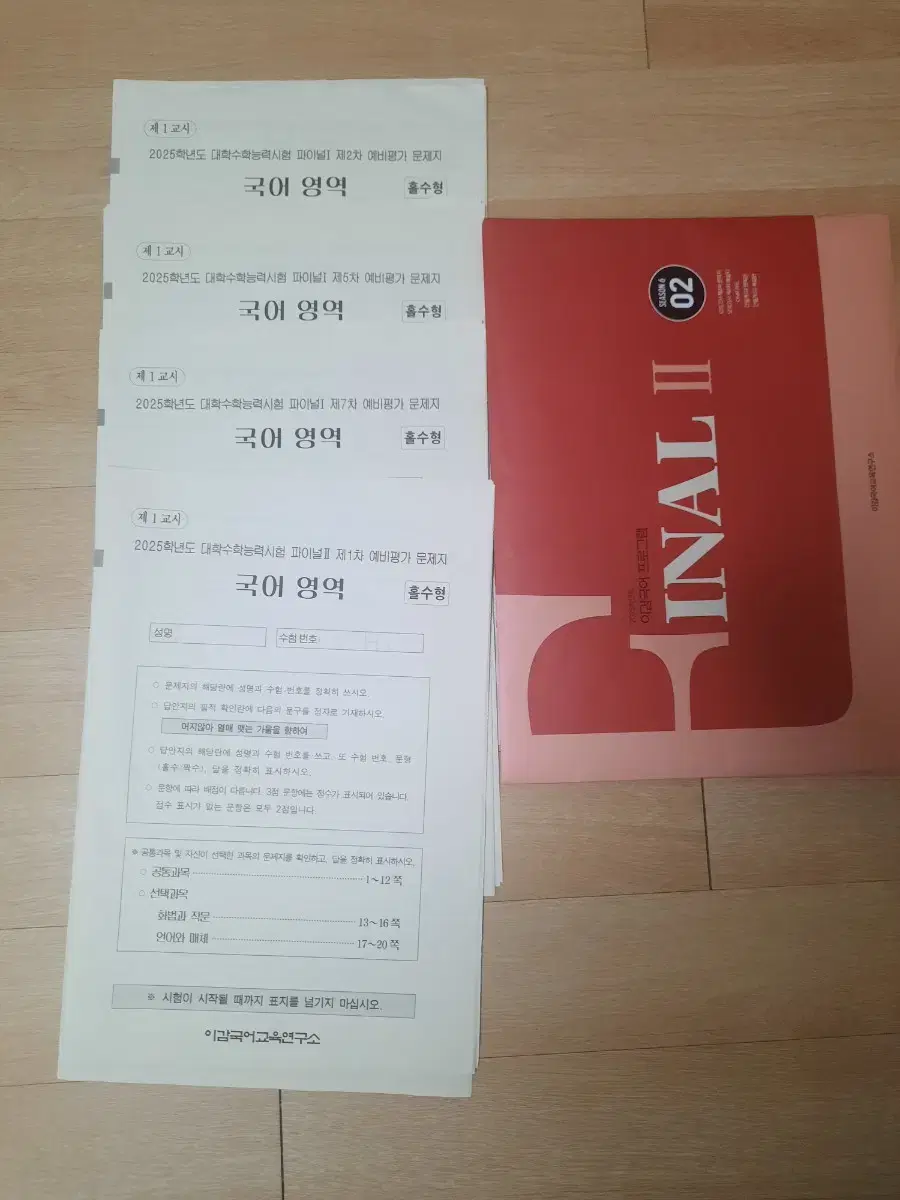 제 1 교시
2025학년도 대학수학능력시험 파이널Ⅰ 제2차 예비평가 문제지
국어 영역
홀수형
제 1 교시
2025학년도 대학수학능력시험 파이널Ⅰ 제5차 예비평가 문제지
국어 영역
홀수형
제 1 교시
2025학년도 대학수학능력시험 파이널Ⅰ 제7차 예비평가 문제지
국어 영역
홀수형
제 1 교시
2025학년도 대학수학능력시험 파이널Ⅱ 제1차 예비평가 문제지
국어 영역
홀수형
성명
수험 번호
○ 문제지의 해당란에 성명과 수험 번호를 정확히 쓰시오.
○ 답안지의 필적 확인란에 다음의 문구를 정자로 기재하시오.
머지않아 열매 맺는 가을을 향하여
○ 답안지의 해당란에 성명과 수험 번호를 쓰고, 또 수험 번호, 문형
(홀수/짝수), 답을 정확히 표시하시오.
○ 문항에 따라 배점이 다릅니다. 3점 문항에는 점수가 표시되어 있습니다.
점수 표시가 없는 문항은 모두 2점입니다.
※ 공통과목 및 자신이 선택한 과목의 문제지를 확인하고, 답을 정확히 표시하시오.
○ 공통과목 1～12 쪽
○ 선택과목
화법과 작문 13～16 쪽
언어와 매체 17～20 쪽
※ 시험이 시작될 때까지 표지를 넘기지 마십시오.
이감국어교육연구소
SEASON 6
02
FINAL II
이감국어 프로그램
이감국어교육연구소